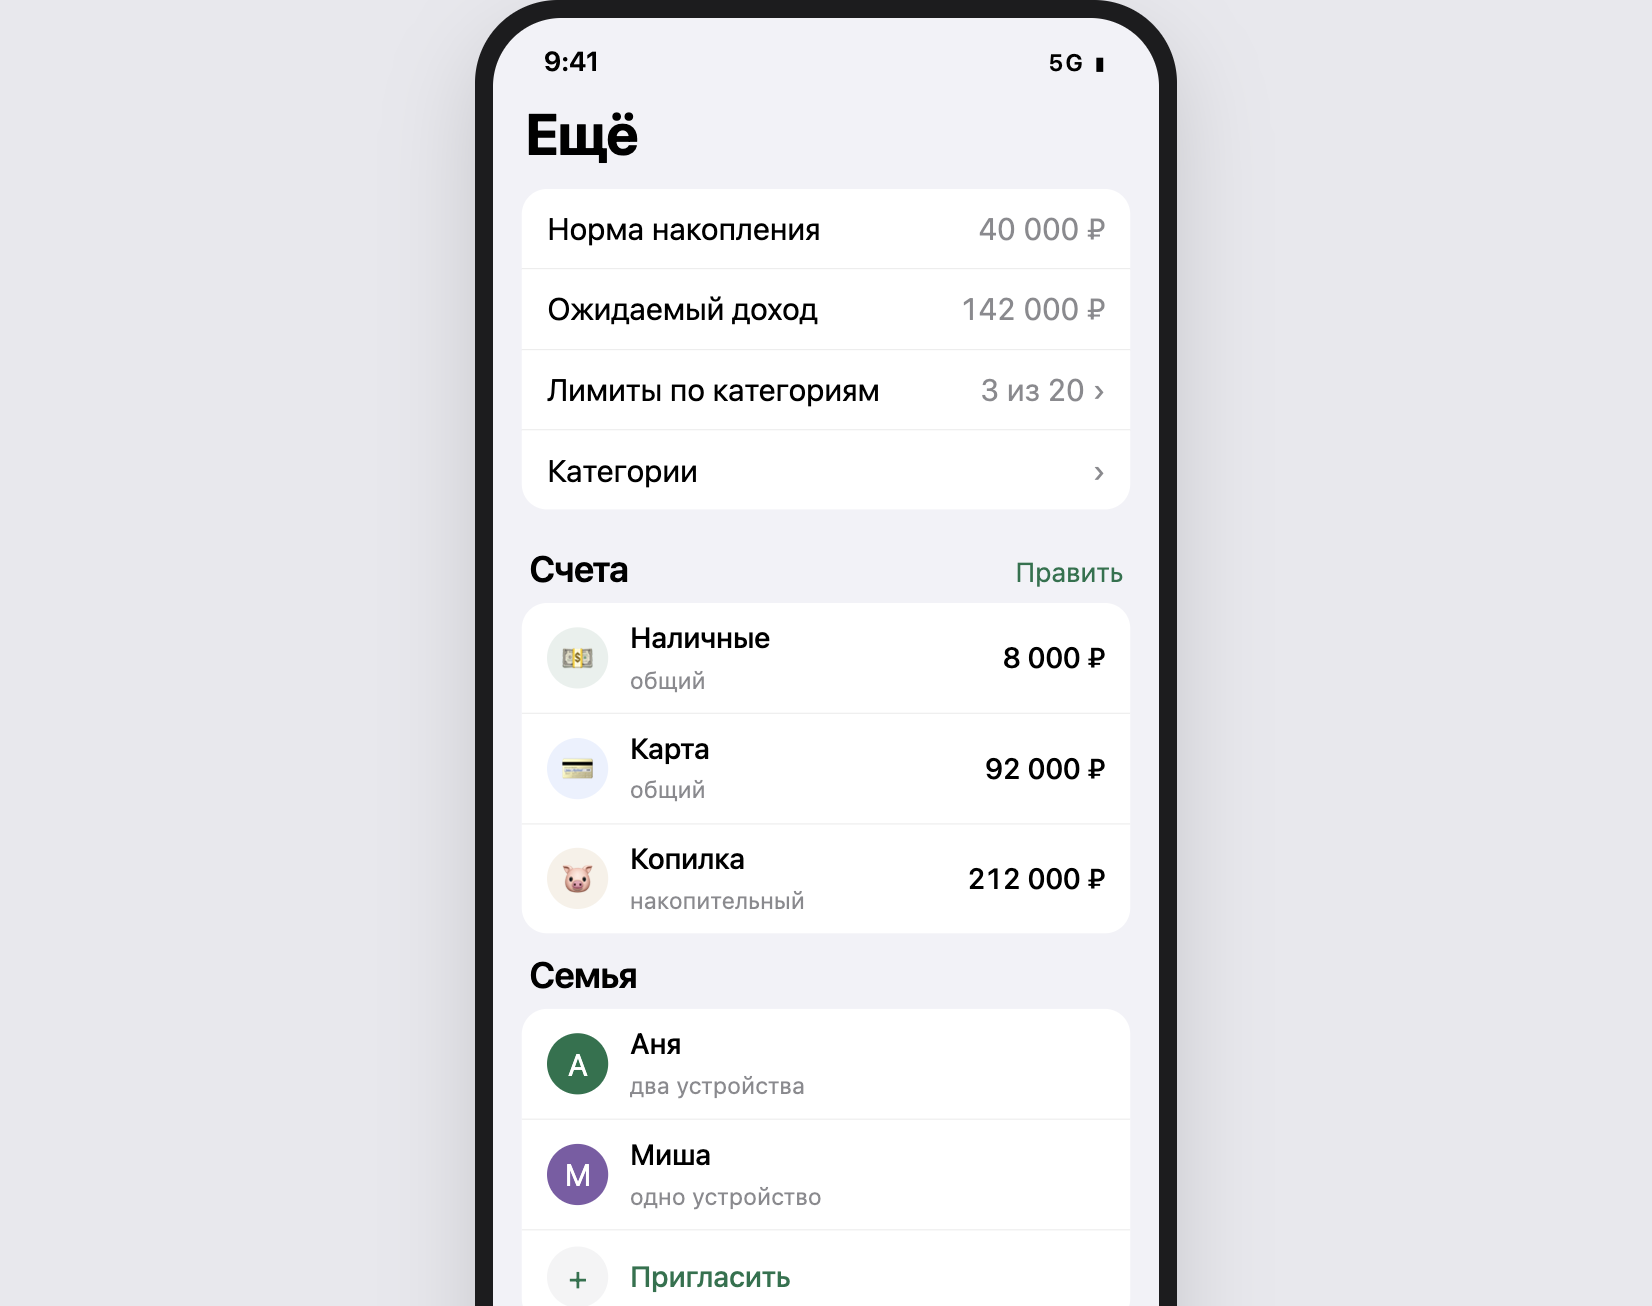 9:41 5G
Ещё
Норма накопления 40 000 ₽
Ожидаемый доход 142 000 ₽
Лимиты по категориям 3 из 20 ›
Категории ›
Счета Править
Наличные
общий
8 000 ₽
Карта
общий
92 000 ₽
Копилка
накопительный
212 000 ₽
Семья
А Аня
два устройства
М Миша
одно устройство
+ Пригласить